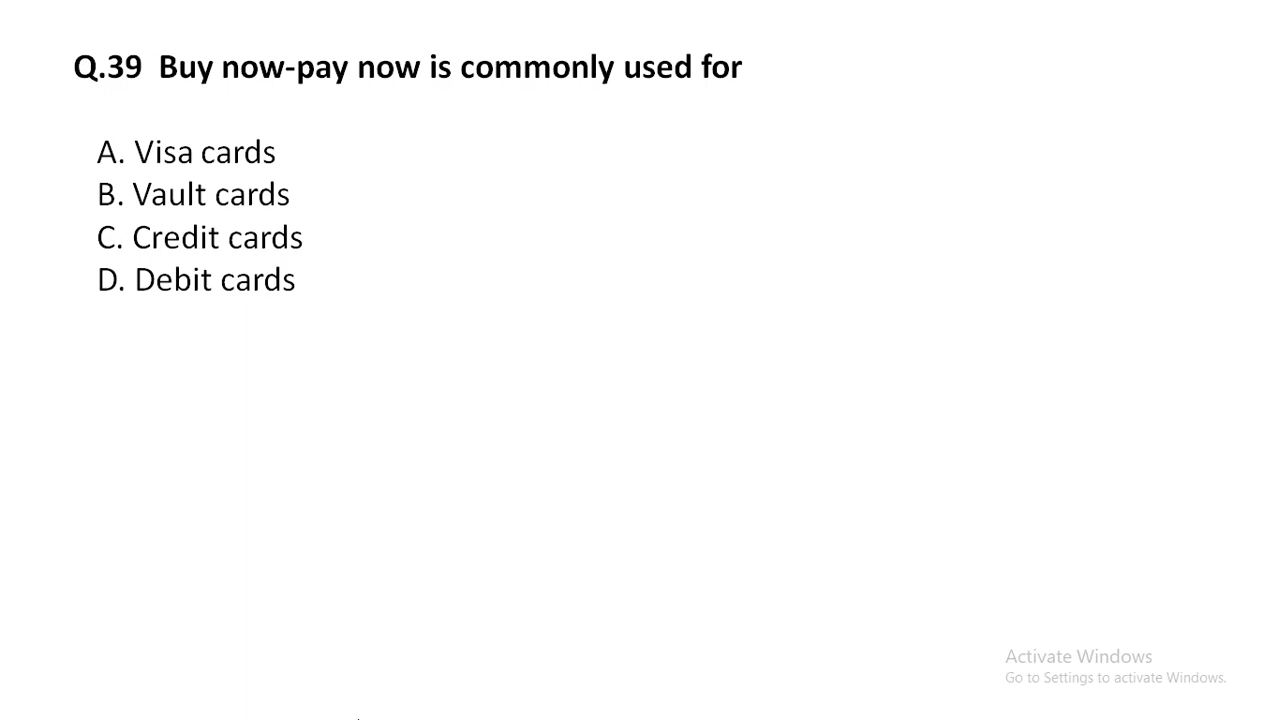 Q.39 Buy now-pay now is commonly used for
A. Visa cards
B. Vault cards
C. Credit cards
D. Debit cards
Activate Windows
Go to Settings to activate Windows.